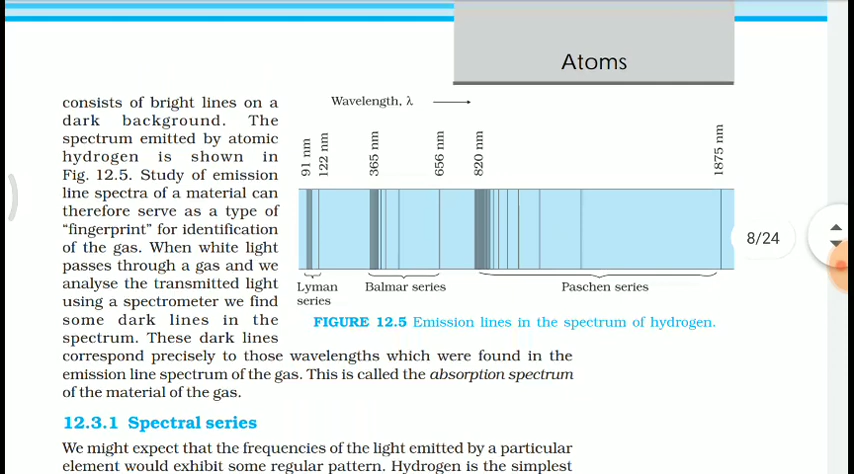 Atoms
consists of bright lines on a
dark background. The
spectrum emitted by atomic
hydrogen is shown in
Fig. 12.5. Study of emission
line spectra of a material can
therefore serve as a type of
“fingerprint” for identification
of the gas. When white light
passes through a gas and we
analyse the transmitted light
using a spectrometer we find
some dark lines in the
spectrum. These dark lines
correspond precisely to those wavelengths which were found in the
emission line spectrum of the gas. This is called the absorption spectrum
of the material of the gas.
Wavelength, λ
91 nm
122 nm
365 nm
656 nm
820 nm
1875 nm
Lyman
series
Balmar series
Paschen series
FIGURE 12.5 Emission lines in the spectrum of hydrogen.
8/24
12.3.1 Spectral series
We might expect that the frequencies of the light emitted by a particular
element would exhibit some regular pattern. Hydrogen is the simplest